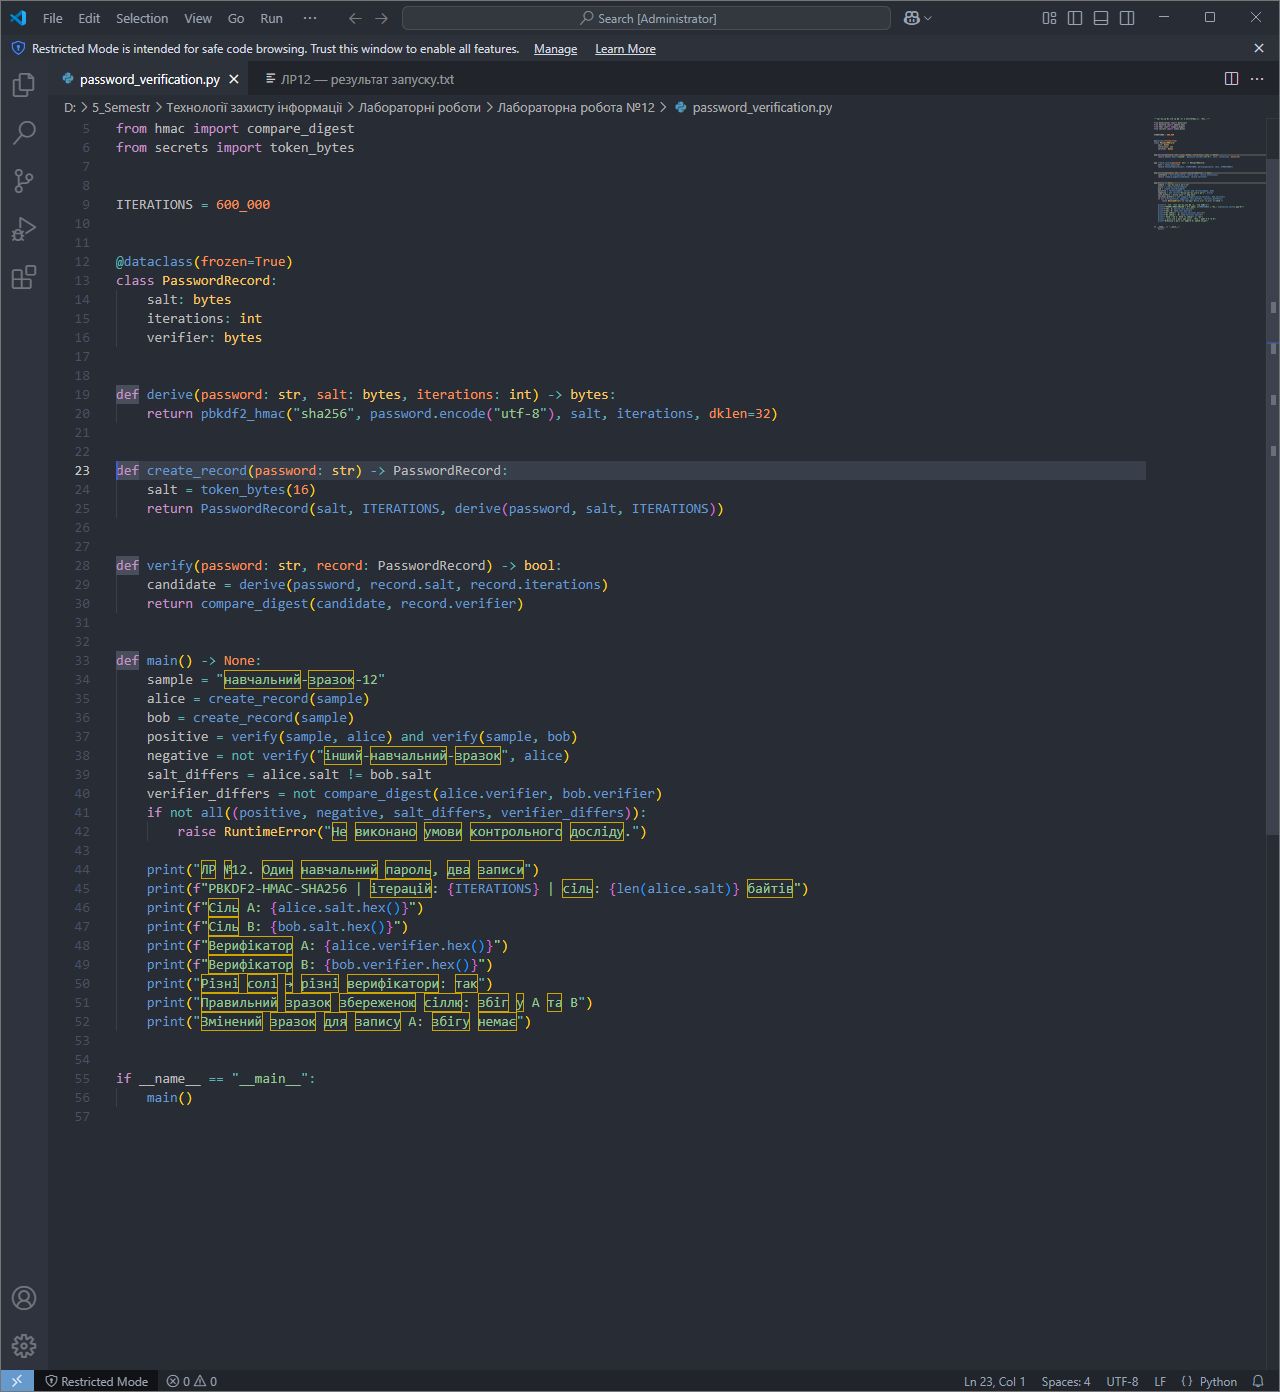 File Edit Selection View Go Run ··· Search [Administrator]
Restricted Mode is intended for safe code browsing. Trust this window to enable all features. Manage Learn More
password_verification.py ЛР12 — результат запуску.txt
D: > 5_Semestr > Технології захисту інформації > Лабораторні роботи > Лабораторна робота №12 > password_verification.py
5 from hmac import compare_digest
6 from secrets import token_bytes
7
8
9 ITERATIONS = 600_000
10
11
12 @dataclass(frozen=True)
13 class PasswordRecord:
14     salt: bytes
15     iterations: int
16     verifier: bytes
17
18
19 def derive(password: str, salt: bytes, iterations: int) -> bytes:
20     return pbkdf2_hmac("sha256", password.encode("utf-8"), salt, iterations, dklen=32)
21
22
23 def create_record(password: str) -> PasswordRecord:
24     salt = token_bytes(16)
25     return PasswordRecord(salt, ITERATIONS, derive(password, salt, ITERATIONS))
26
27
28 def verify(password: str, record: PasswordRecord) -> bool:
29     candidate = derive(password, record.salt, record.iterations)
30     return compare_digest(candidate, record.verifier)
31
32
33 def main() -> None:
34     sample = "навчальний-зразок-12"
35     alice = create_record(sample)
36     bob = create_record(sample)
37     positive = verify(sample, alice) and verify(sample, bob)
38     negative = not verify("інший-навчальний-зразок", alice)
39     salt_differs = alice.salt != bob.salt
40     verifier_differs = not compare_digest(alice.verifier, bob.verifier)
41     if not all((positive, negative, salt_differs, verifier_differs)):
42         raise RuntimeError("Не виконано умови контрольного досліду.")
43
44     print("ЛР №12. Один навчальний пароль, два записи")
45     print(f"PBKDF2-HMAC-SHA256 | ітерацій: {ITERATIONS} | сіль: {len(alice.salt)} байтів")
46     print(f"Сіль A: {alice.salt.hex()}")
47     print(f"Сіль B: {bob.salt.hex()}")
48     print(f"Верифікатор A: {alice.verifier.hex()}")
49     print(f"Верифікатор B: {bob.verifier.hex()}")
50     print("Різні солі → різні верифікатори: так")
51     print("Правильний зразок збереженою сіллю: збіг у A та B")
52     print("Змінений зразок для запису A: збігу немає")
53
54
55 if __name__ == "__main__":
56     main()
57
Restricted Mode 0 0 Ln 23, Col 1 Spaces: 4 UTF-8 LF {} Python